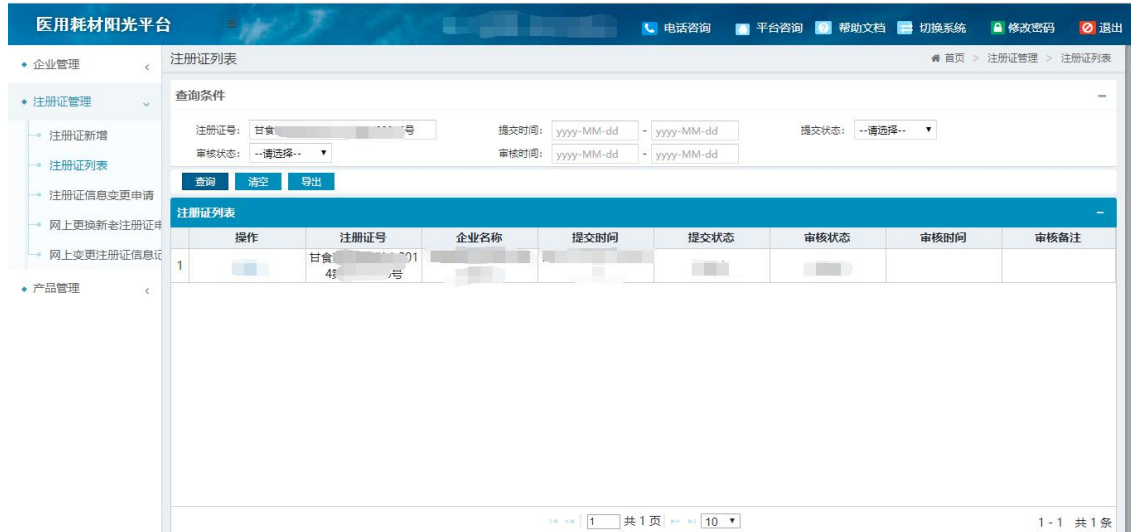 医用耗材阳光平台
电话咨询 平台咨询 帮助文档 切换系统 修改密码 退出
企业管理
注册证管理
注册证新增
注册证列表
注册证信息变更申请
网上更换新老注册证申
网上变更注册证信息证
产品管理
注册证列表
首页 > 注册证管理 > 注册证列表
查询条件
注册证号: 甘食 号 提交时间: yyyy-MM-dd - yyyy-MM-dd 提交状态: --请选择--
审核状态: --请选择-- 审核时间: yyyy-MM-dd - yyyy-MM-dd
查询 清空 导出
注册证列表
操作 注册证号 企业名称 提交时间 提交状态 审核状态 审核时间 审核备注
1 甘食 01
4 号
1 共1页 10 1 - 1 共1条